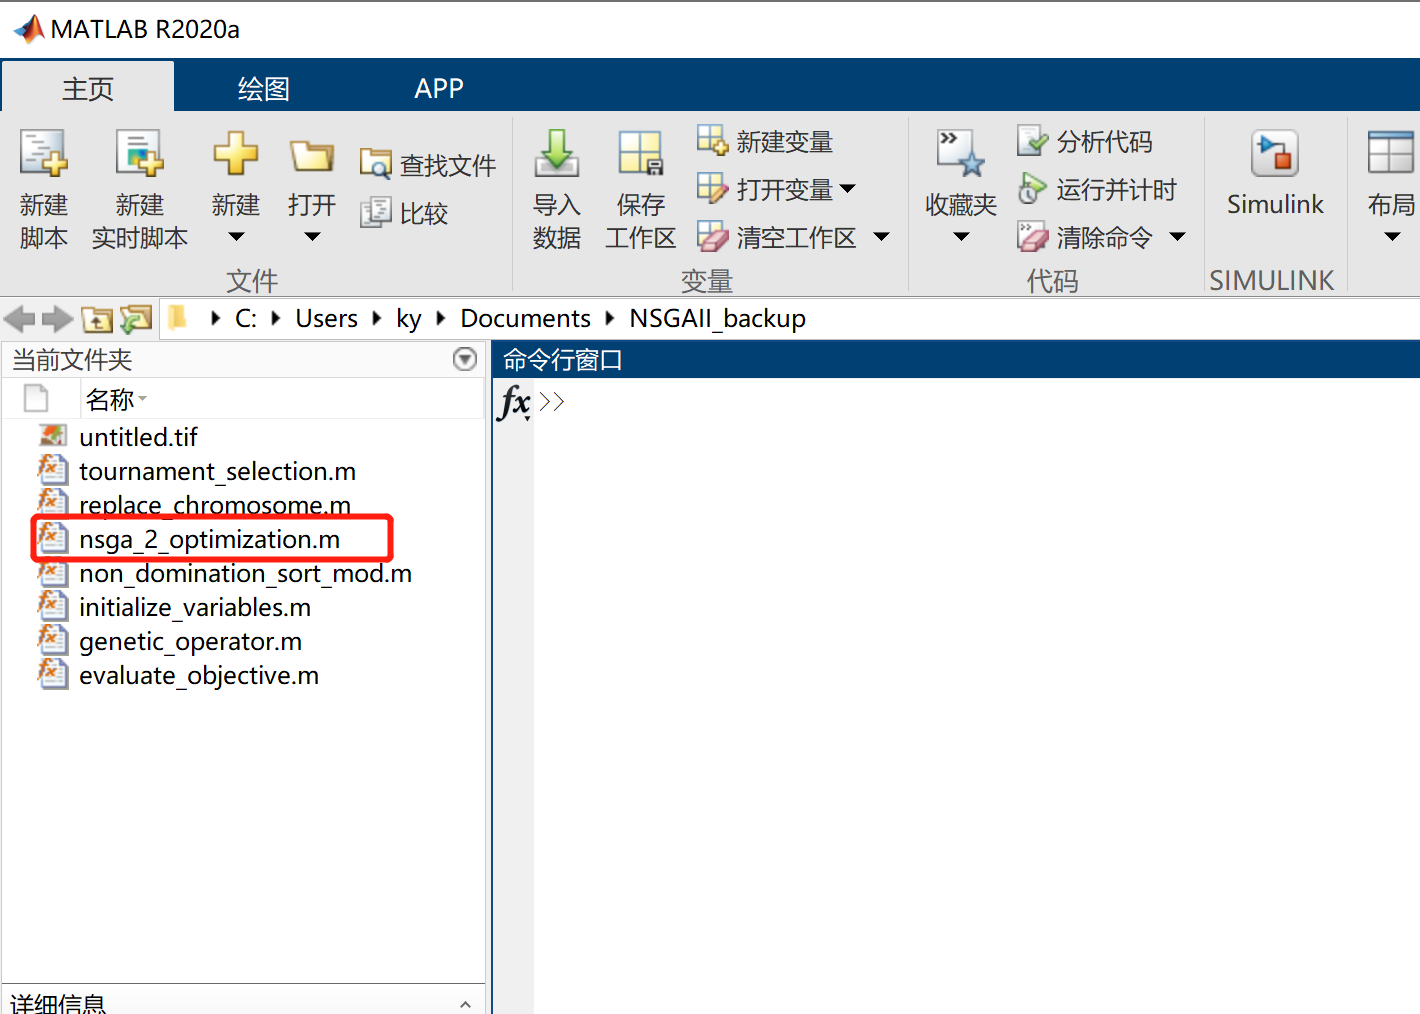 MATLAB R2020a
主页 绘图 APP
新建
脚本
新建
实时脚本
新建
打开
查找文件
比较
文件
导入
数据
保存
工作区
新建变量
打开变量
清空工作区
变量
收藏夹
分析代码
运行并计时
清除命令
代码
Simulink
SIMULINK
布局
C: Users ky Documents NSGAII_backup
当前文件夹
名称
untitled.tif
tournament_selection.m
replace_chromosome.m
nsga_2_optimization.m
non_domination_sort_mod.m
initialize_variables.m
genetic_operator.m
evaluate_objective.m
详细信息
命令行窗口
fx >>